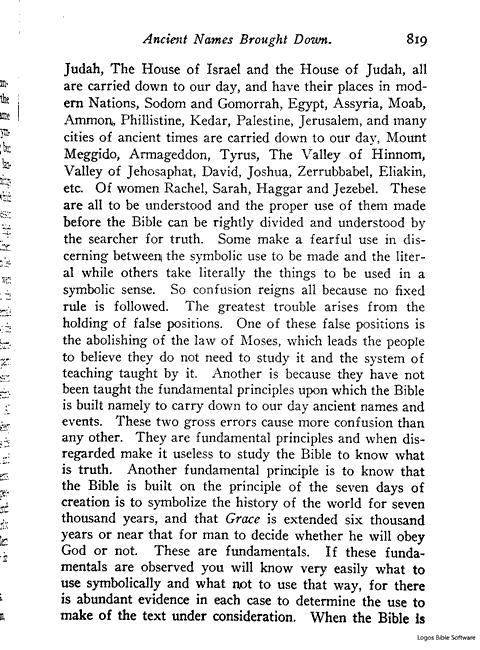 Ancient Names Brought Down. 819
Judah, The House of Israel and the House of Judah, all
are carried down to our day, and have their places in mod-
ern Nations, Sodom and Gomorrah, Egypt, Assyria, Moab,
Ammon, Phillistine, Kedar, Palestine, Jerusalem, and many
cities of ancient times are carried down to our day, Mount
Meggido, Armageddon, Tyrus, The Valley of Hinnom,
Valley of Jehosaphat, David, Joshua, Zerrubbabel, Eliakin,
etc. Of women Rachel, Sarah, Haggar and Jezebel. These
are all to be understood and the proper use of them made
before the Bible can be rightly divided and understood by
the searcher for truth. Some make a fearful use in dis-
cerning between the symbolic use to be made and the liter-
al while others take literally the things to be used in a
symbolic sense. So confusion reigns all because no fixed
rule is followed. The greatest trouble arises from the
holding of false positions. One of these false positions is
the abolishing of the law of Moses, which leads the people
to believe they do not need to study it and the system of
teaching taught by it. Another is because they have not
been taught the fundamental principles upon which the Bible
is built namely to carry down to our day ancient names and
events. These two gross errors cause more confusion than
any other. They are fundamental principles and when dis-
regarded make it useless to study the Bible to know what
is truth. Another fundamental principle is to know that
the Bible is built on the principle of the seven days of
creation is to symbolize the history of the world for seven
thousand years, and that Grace is extended six thousand
years or near that for man to decide whether he will obey
God or not. These are fundamentals. If these funda-
mentals are observed you will know very easily what to
use symbolically and what not to use that way, for there
is abundant evidence in each case to determine the use to
make of the text under consideration. When the Bible is
Logos Bible Software